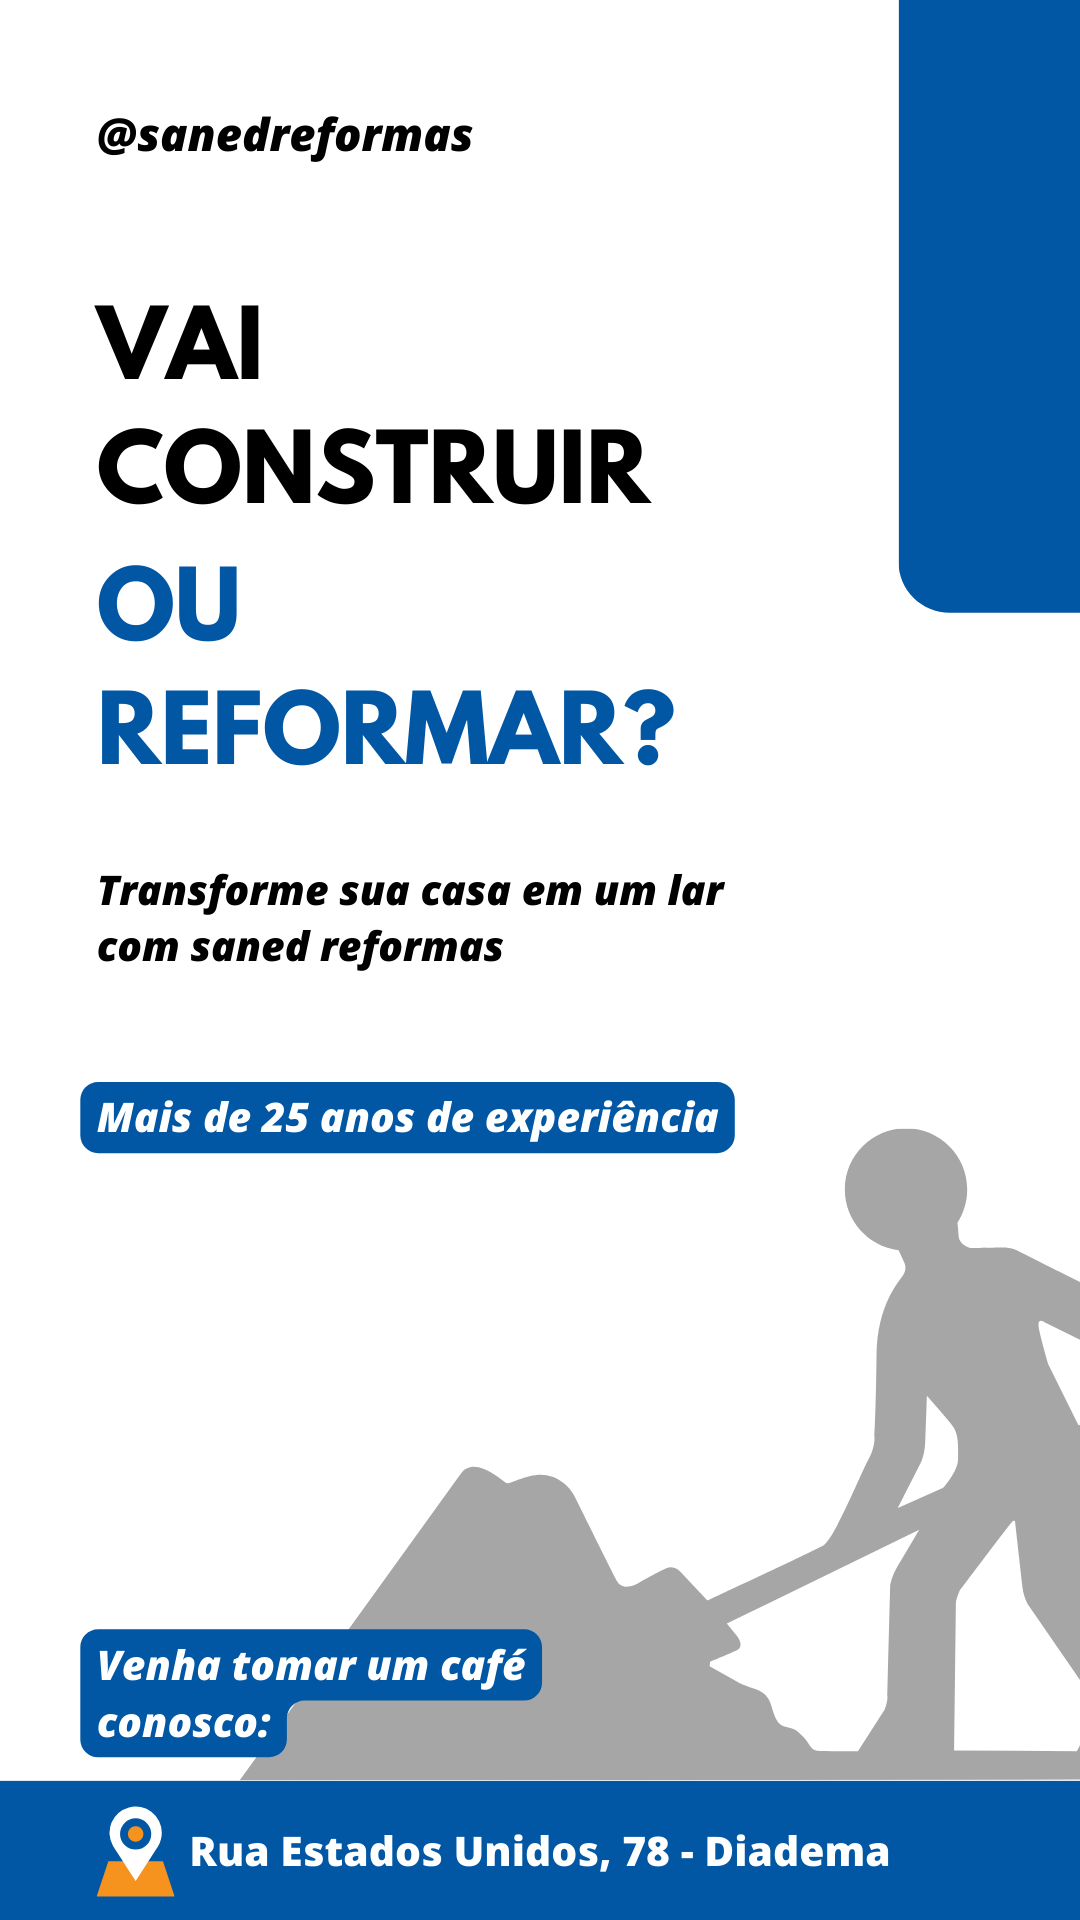 @sanedreformas
VAI
CONSTRUIR
OU
REFORMAR?
Transforme sua casa em um lar
com saned reformas
Mais de 25 anos de experiência
Venha tomar um café
conosco:
Rua Estados Unidos, 78 - Diadema